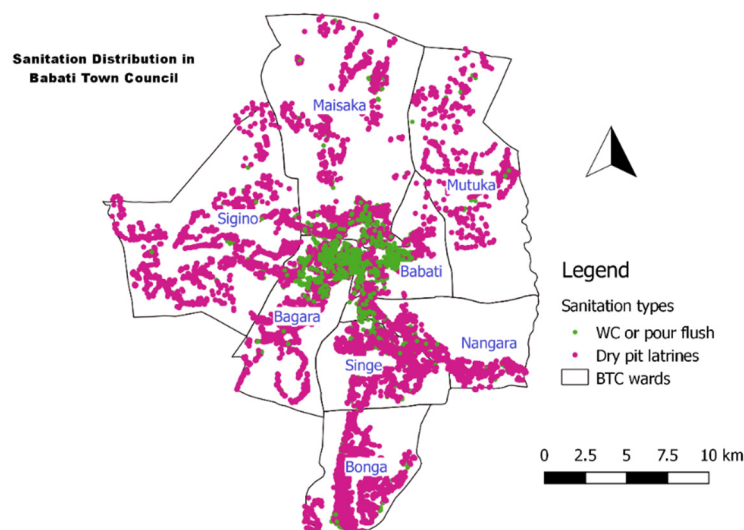 Sanitation Distribution in
Babati Town Council
Maisaka
Mutuka
Sigino
Babati
Bagara
Nangara
Singe
Bonga
Legend
Sanitation types
WC or pour flush
Dry pit latrines
BTC wards
0 2.5 5 7.5 10 km